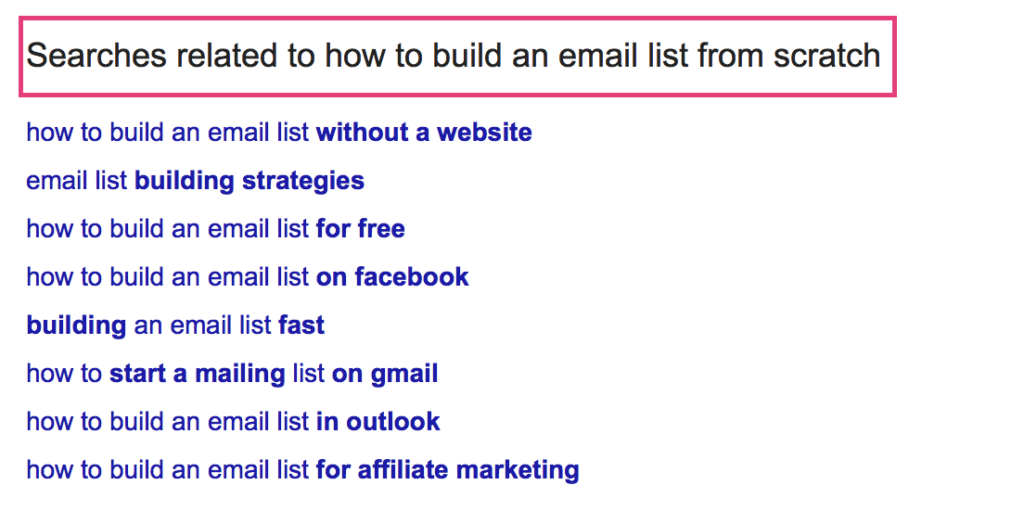 Searches related to how to build an email list from scratch
how to build an email list without a website
email list building strategies
how to build an email list for free
how to build an email list on facebook
building an email list fast
how to start a mailing list on gmail
how to build an email list in outlook
how to build an email list for affiliate marketing